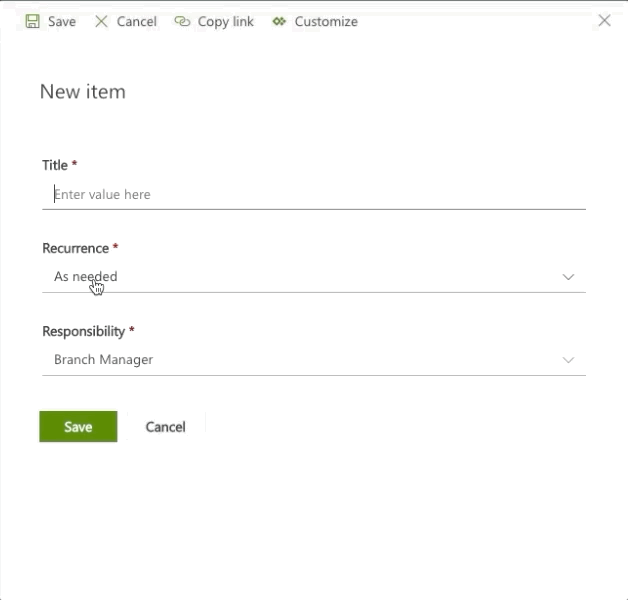 Save Cancel Copy link Customize
New item
Title *
Enter value here
Recurrence *
As needed
Responsibility *
Branch Manager
Save Cancel